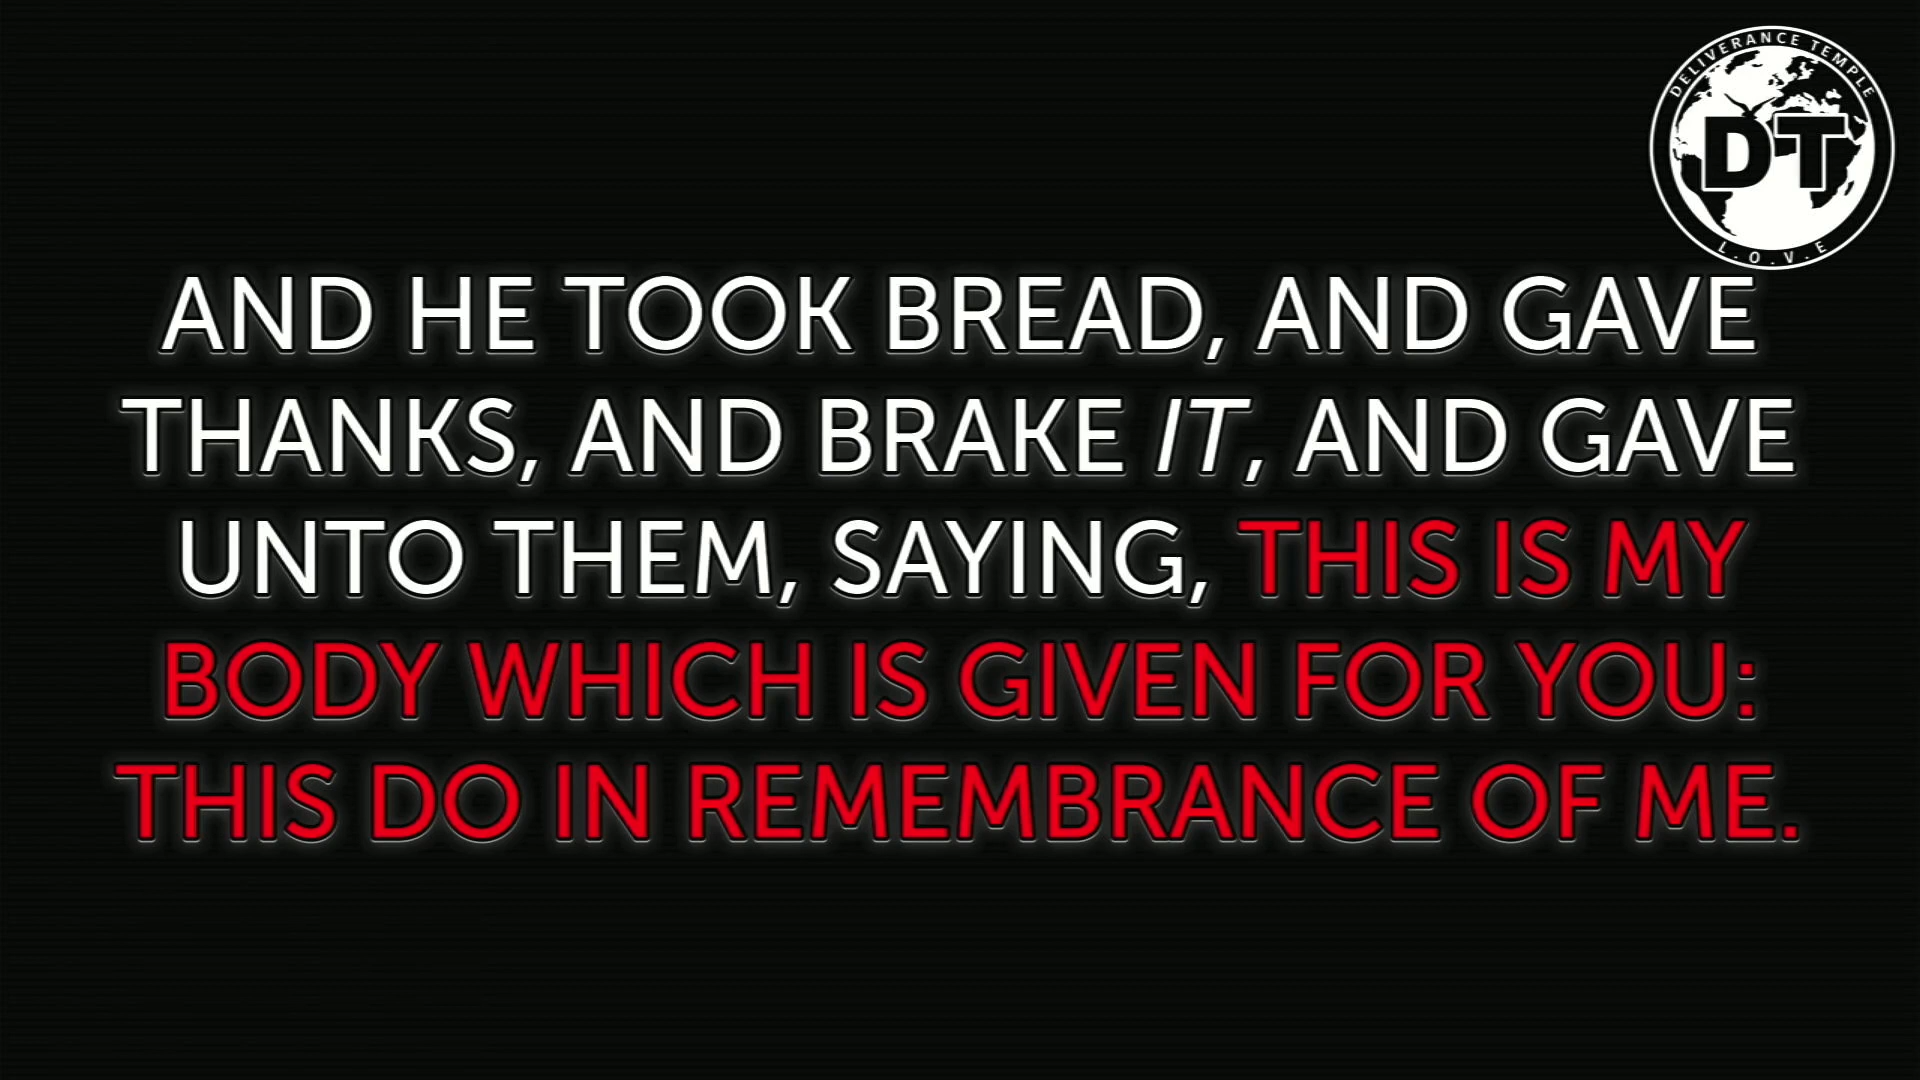 DELIVERANCE TEMPLE
DT
L.O.V.E
AND HE TOOK BREAD, AND GAVE
THANKS, AND BRAKE IT, AND GAVE
UNTO THEM, SAYING, THIS IS MY
BODY WHICH IS GIVEN FOR YOU:
THIS DO IN REMEMBRANCE OF ME.